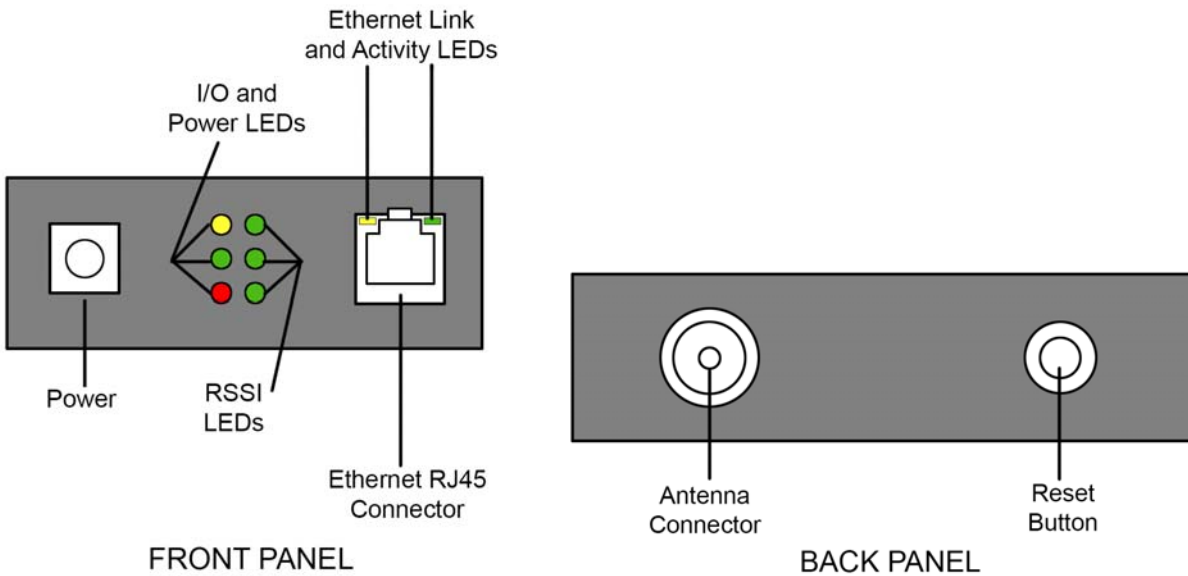 Ethernet Link
and Activity LEDs
I/O and
Power LEDs
Power
RSSI
LEDs
Ethernet RJ45
Connector
FRONT PANEL
Antenna
Connector
Reset
Button
BACK PANEL